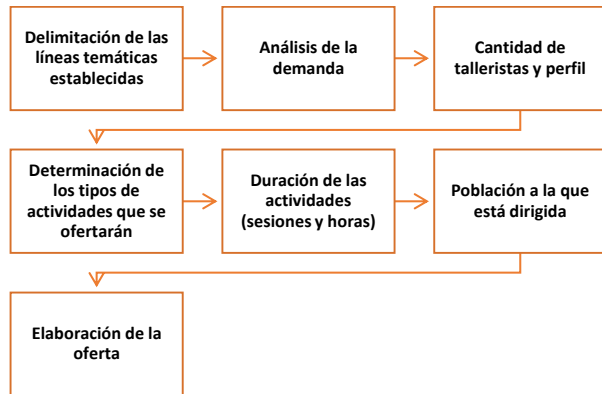 Delimitación de las
líneas temáticas
establecidas
Análisis de la
demanda
Cantidad de
talleristas y perfil
Determinación de
los tipos de
actividades que se
ofertarán
Duración de las
actividades
(sesiones y horas)
Población a la que
está dirigida
Elaboración de la
oferta